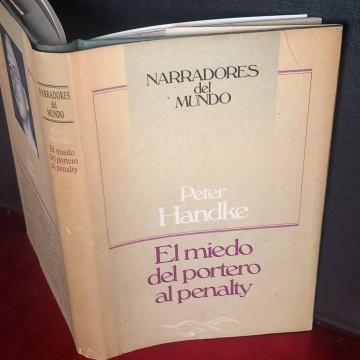 NARRADORES
del
MUNDO
El miedo
del portero
al penalty
NARRADORES
del
MUNDO
Peter
Handke
El miedo
del portero
al penalty